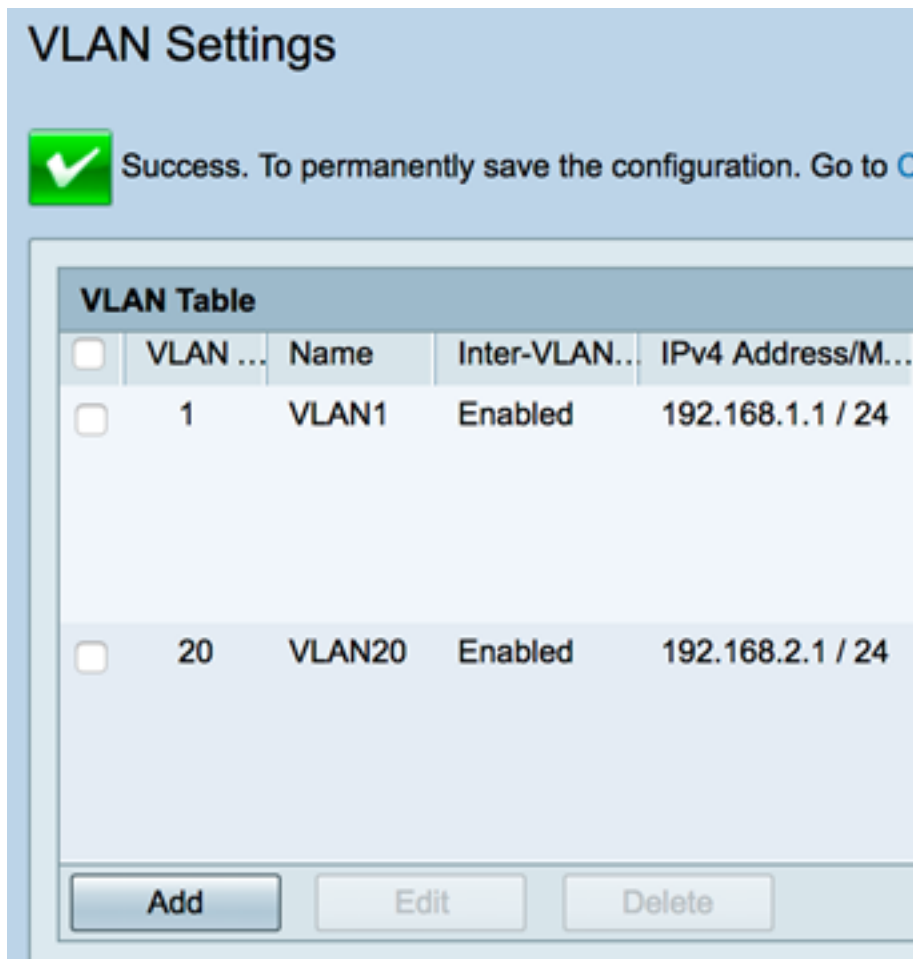 VLAN Settings
Success. To permanently save the configuration. Go to
VLAN Table
VLAN ... Name Inter-VLAN... IPv4 Address/M...
1 VLAN1 Enabled 192.168.1.1 / 24
20 VLAN20 Enabled 192.168.2.1 / 24
Add Edit Delete